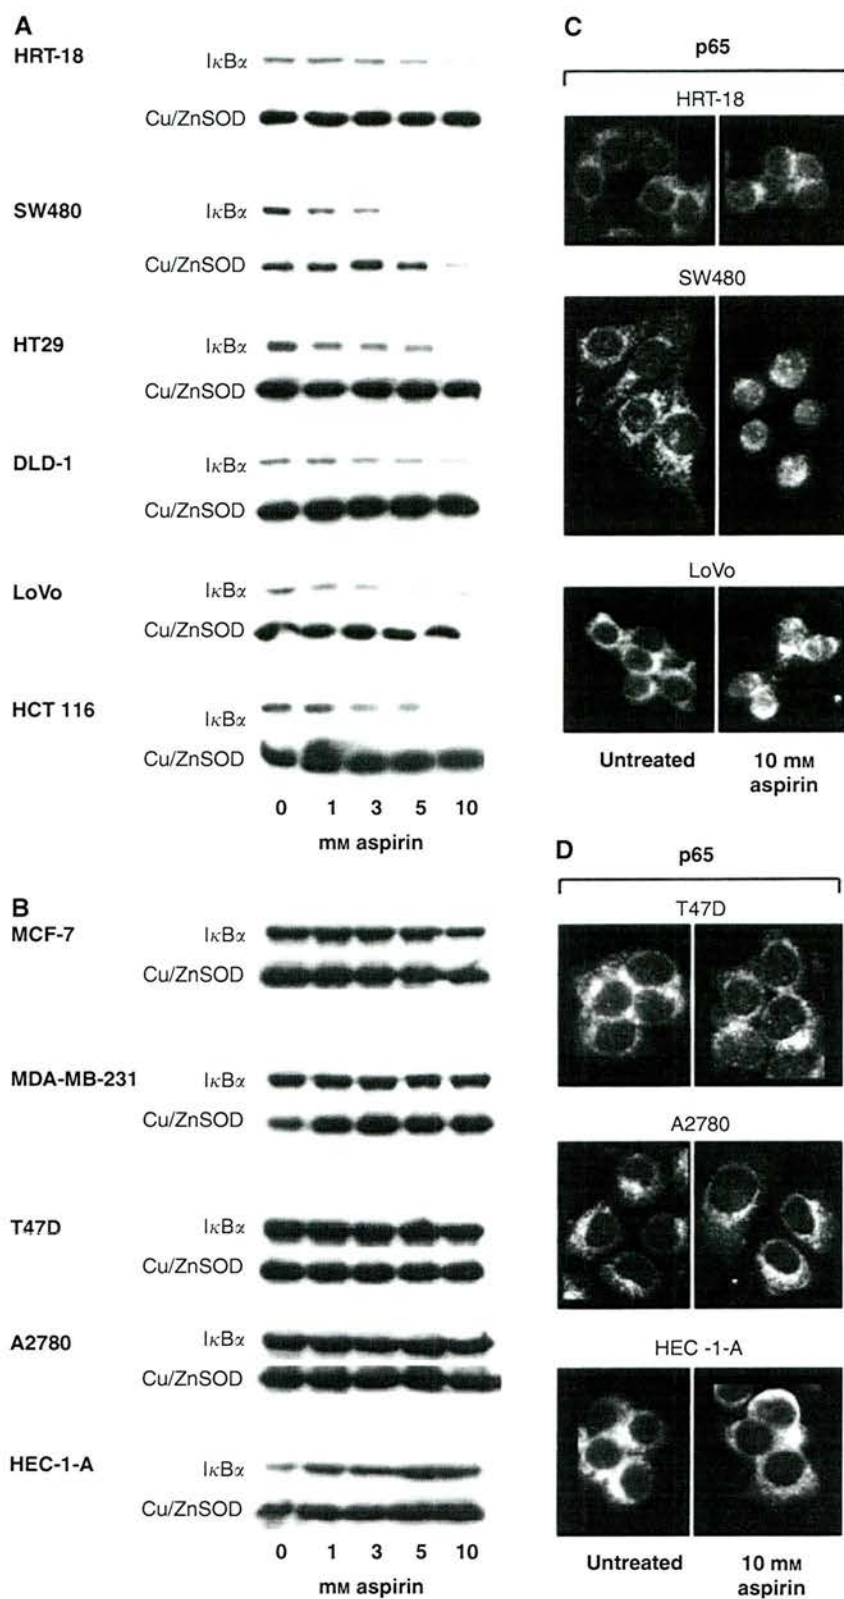 A
HRT-18
IκBα
Cu/ZnSOD
SW480
IκBα
Cu/ZnSOD
HT29
IκBα
Cu/ZnSOD
DLD-1
IκBα
Cu/ZnSOD
LoVo
IκBα
Cu/ZnSOD
HCT 116
IκBα
Cu/ZnSOD
0 1 3 5 10
mM aspirin
B
MCF-7
IκBα
Cu/ZnSOD
MDA-MB-231
IκBα
Cu/ZnSOD
T47D
IκBα
Cu/ZnSOD
A2780
IκBα
Cu/ZnSOD
HEC-1-A
IκBα
Cu/ZnSOD
0 1 3 5 10
mM aspirin
C
p65
HRT-18
SW480
LoVo
Untreated
10 mM
aspirin
D
p65
T47D
A2780
HEC -1-A
Untreated
10 mM
aspirin